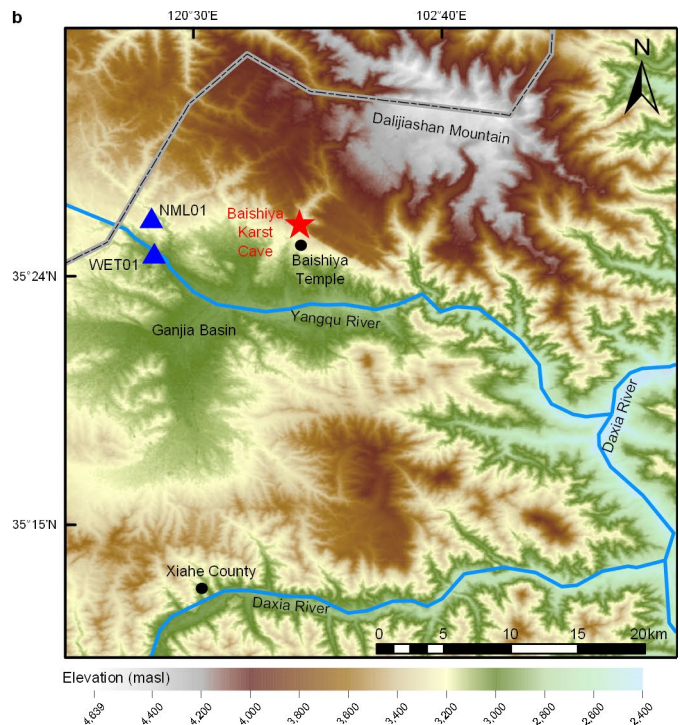 b
120°30'E
102°40'E
N
Dalijiashan Mountain
NML01
Baishiya
Karst
Cave
WET01
Baishiya
Temple
35°24'N
Yangqu River
Ganjia Basin
Daxia River
35°15'N
Xiahe County
Daxia River
0 5 10 15 20km
Elevation (masl)
4,639 4,400 4,200 4,000 3,800 3,600 3,400 3,200 3,000 2,800 2,600 2,400